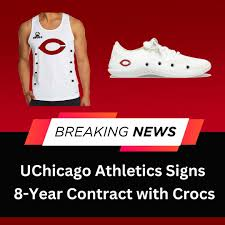 BREAKING NEWS
UChicago Athletics Signs
8-Year Contract with Crocs